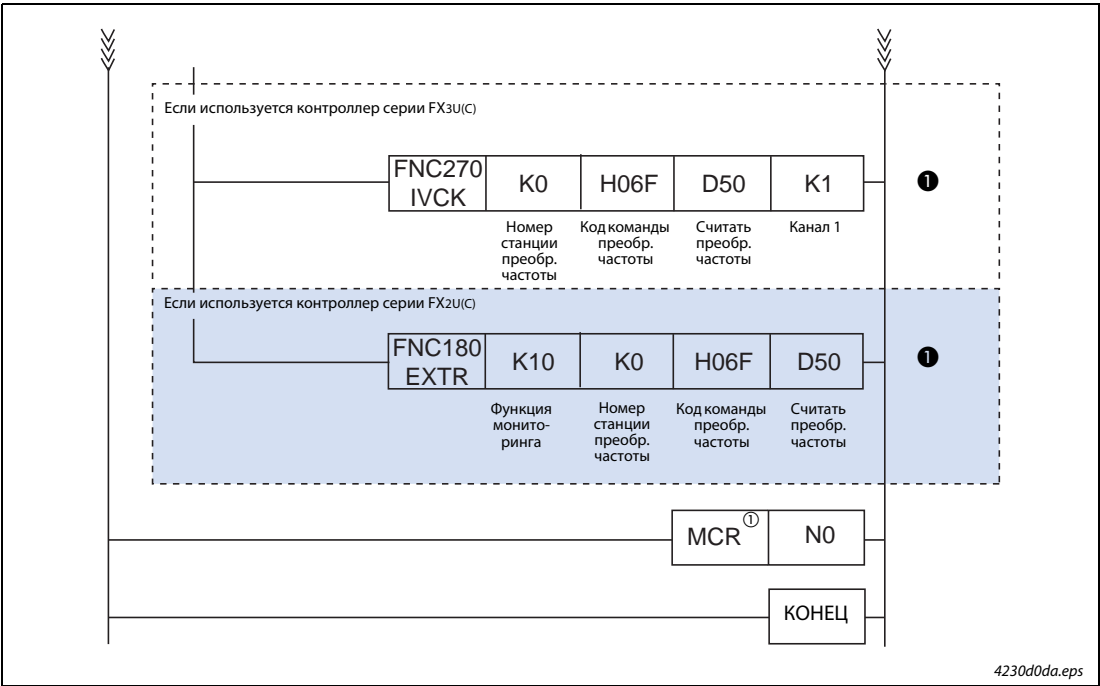 Если используется контроллер серии FX3U(C)
FNC270
IVCK
K0
H06F
D50
K1
❶
Номер
станции
преобр.
частоты
Код команды
преобр.
частоты
Считать
преобр.
частоты
Канал 1
Если используется контроллер серии FX2U(C)
FNC180
EXTR
K10
K0
H06F
D50
❶
Функция
монито-
ринга
Номер
станции
преобр.
частоты
Код команды
преобр.
частоты
Считать
преобр.
частоты
MCR①
N0
КОНЕЦ
4230d0da.eps